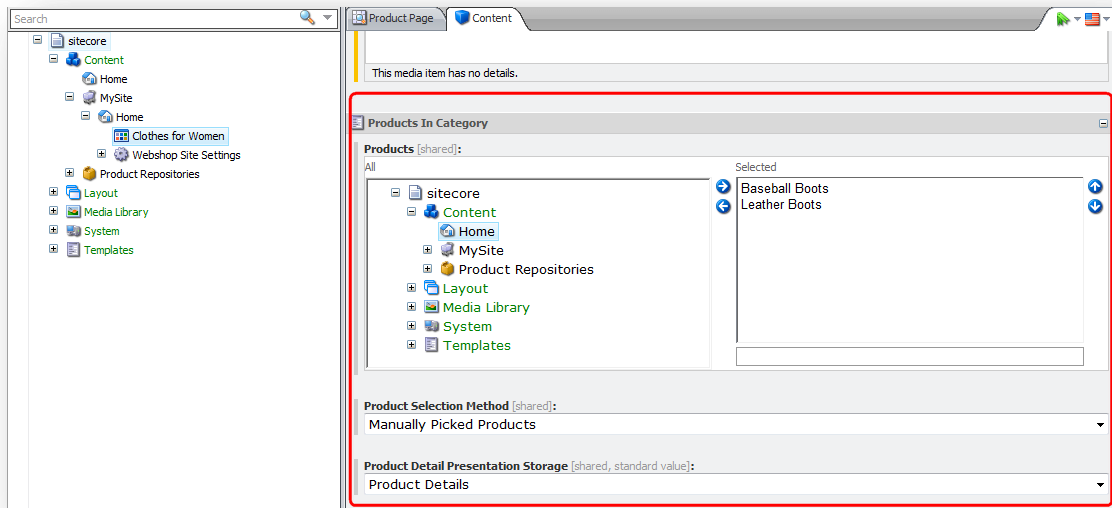 Search
sitecore
Content
Home
MySite
Home
Clothes for Women
Webshop Site Settings
Product Repositories
Layout
Media Library
System
Templates
Product Page
Content
This media item has no details.
Products In Category
Products [shared]:
All
sitecore
Content
Home
MySite
Product Repositories
Layout
Media Library
System
Templates
Selected
Baseball Boots
Leather Boots
Product Selection Method [shared]:
Manually Picked Products
Product Detail Presentation Storage [shared, standard value]:
Product Details